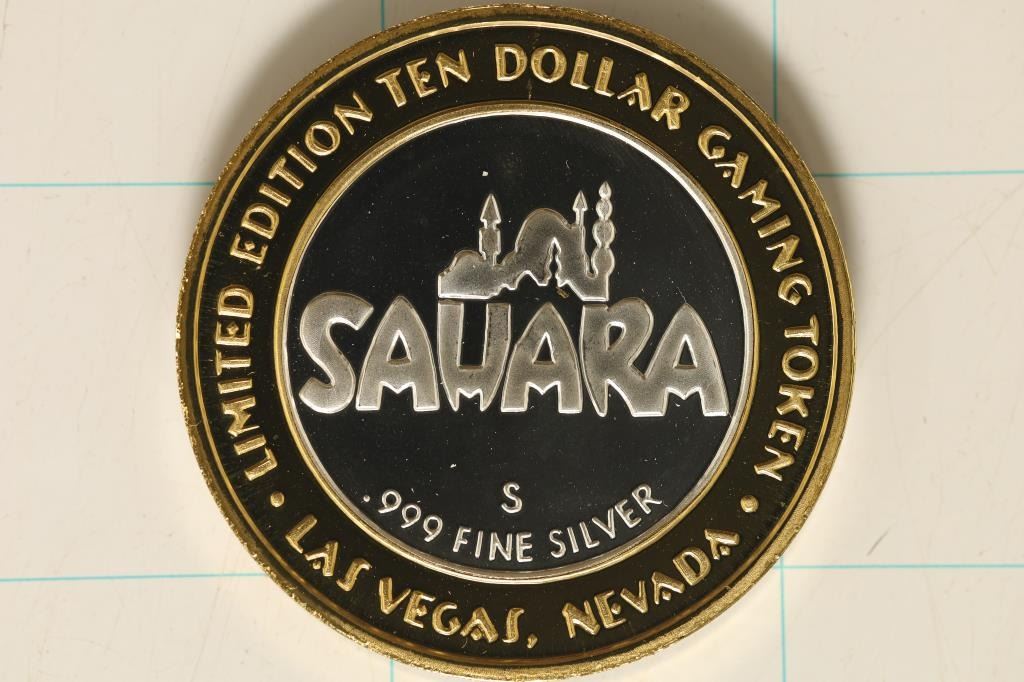 LIMITED EDITION TEN DOLLAR GAMING TOKEN
SAHARA
S
.999 FINE SILVER
• LAS VEGAS, NEVADA •